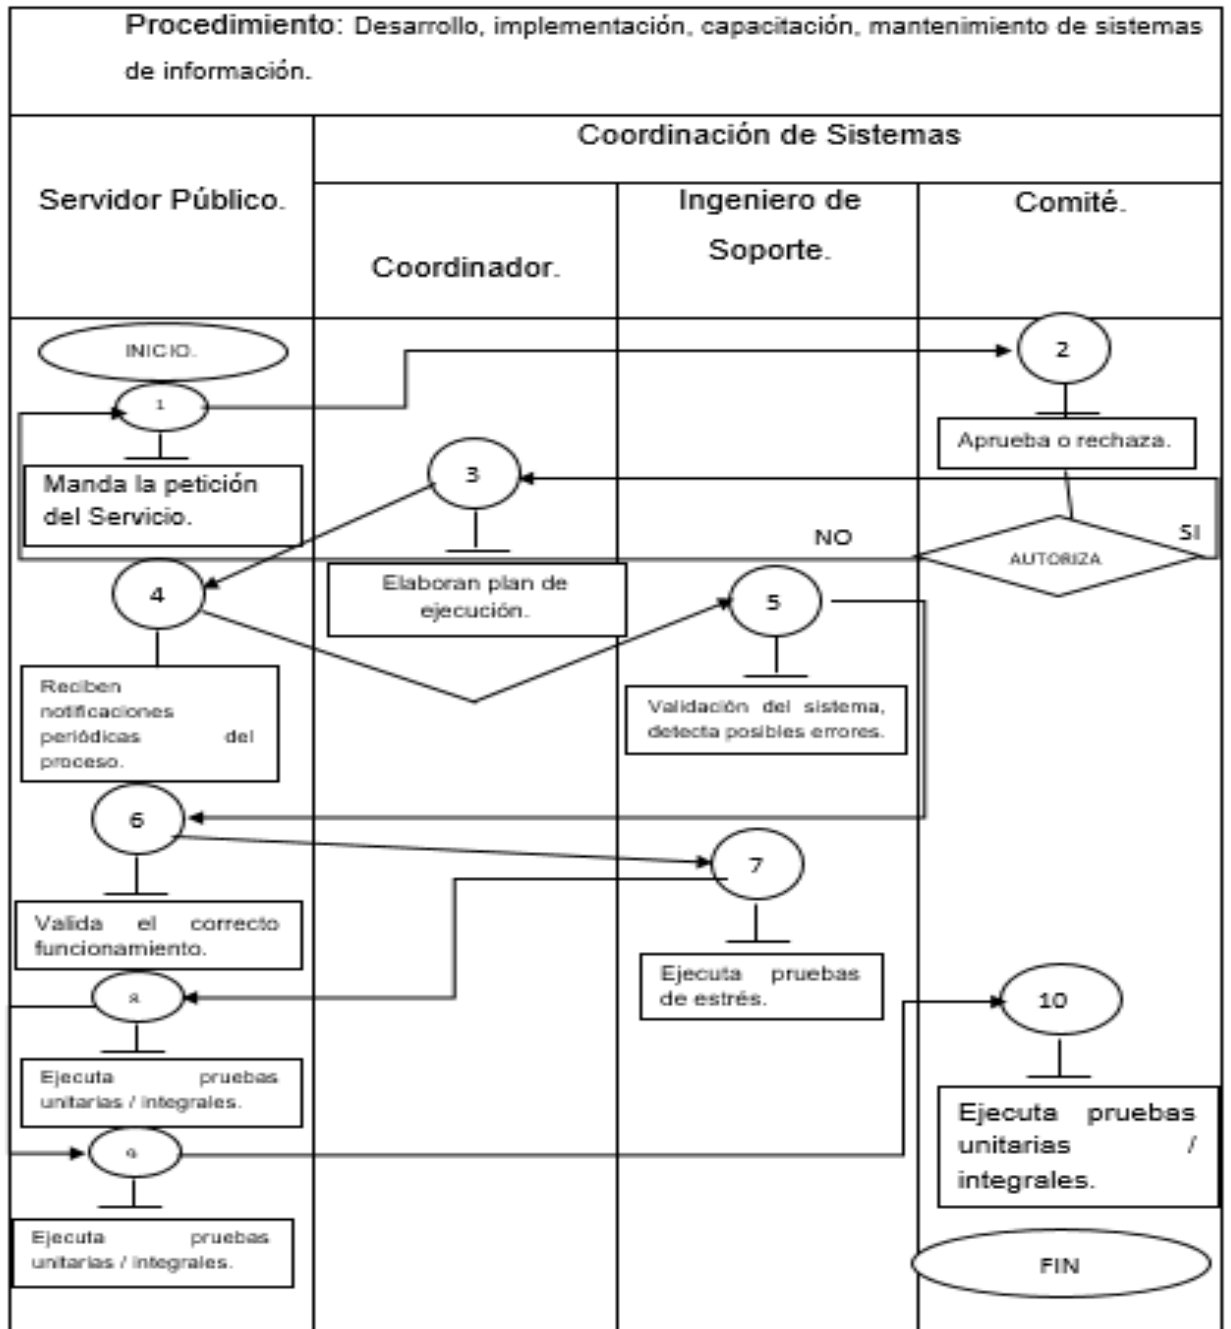 Procedimiento: Desarrollo, implementación, capacitación, mantenimiento de sistemas
de información.
Coordinación de Sistemas
Servidor Público.
Coordinador.
Ingeniero de
Soporte.
Comité.
INICIO.
1
2
Aprueba o rechaza.
Manda la petición
del Servicio.
3
NO
SI
AUTORIZA
4
Elaboran plan de
ejecución.
5
Reciben
notificaciones
periódicas del
proceso.
Validación del sistema,
detecta posibles errores.
6
7
Valida el correcto
funcionamiento.
Ejecuta pruebas
de estrés.
8
10
Ejecuta pruebas
unitarias / Integrales.
Ejecuta pruebas
unitarias /
integrales.
9
Ejecuta pruebas
unitarias / Integrales.
FIN